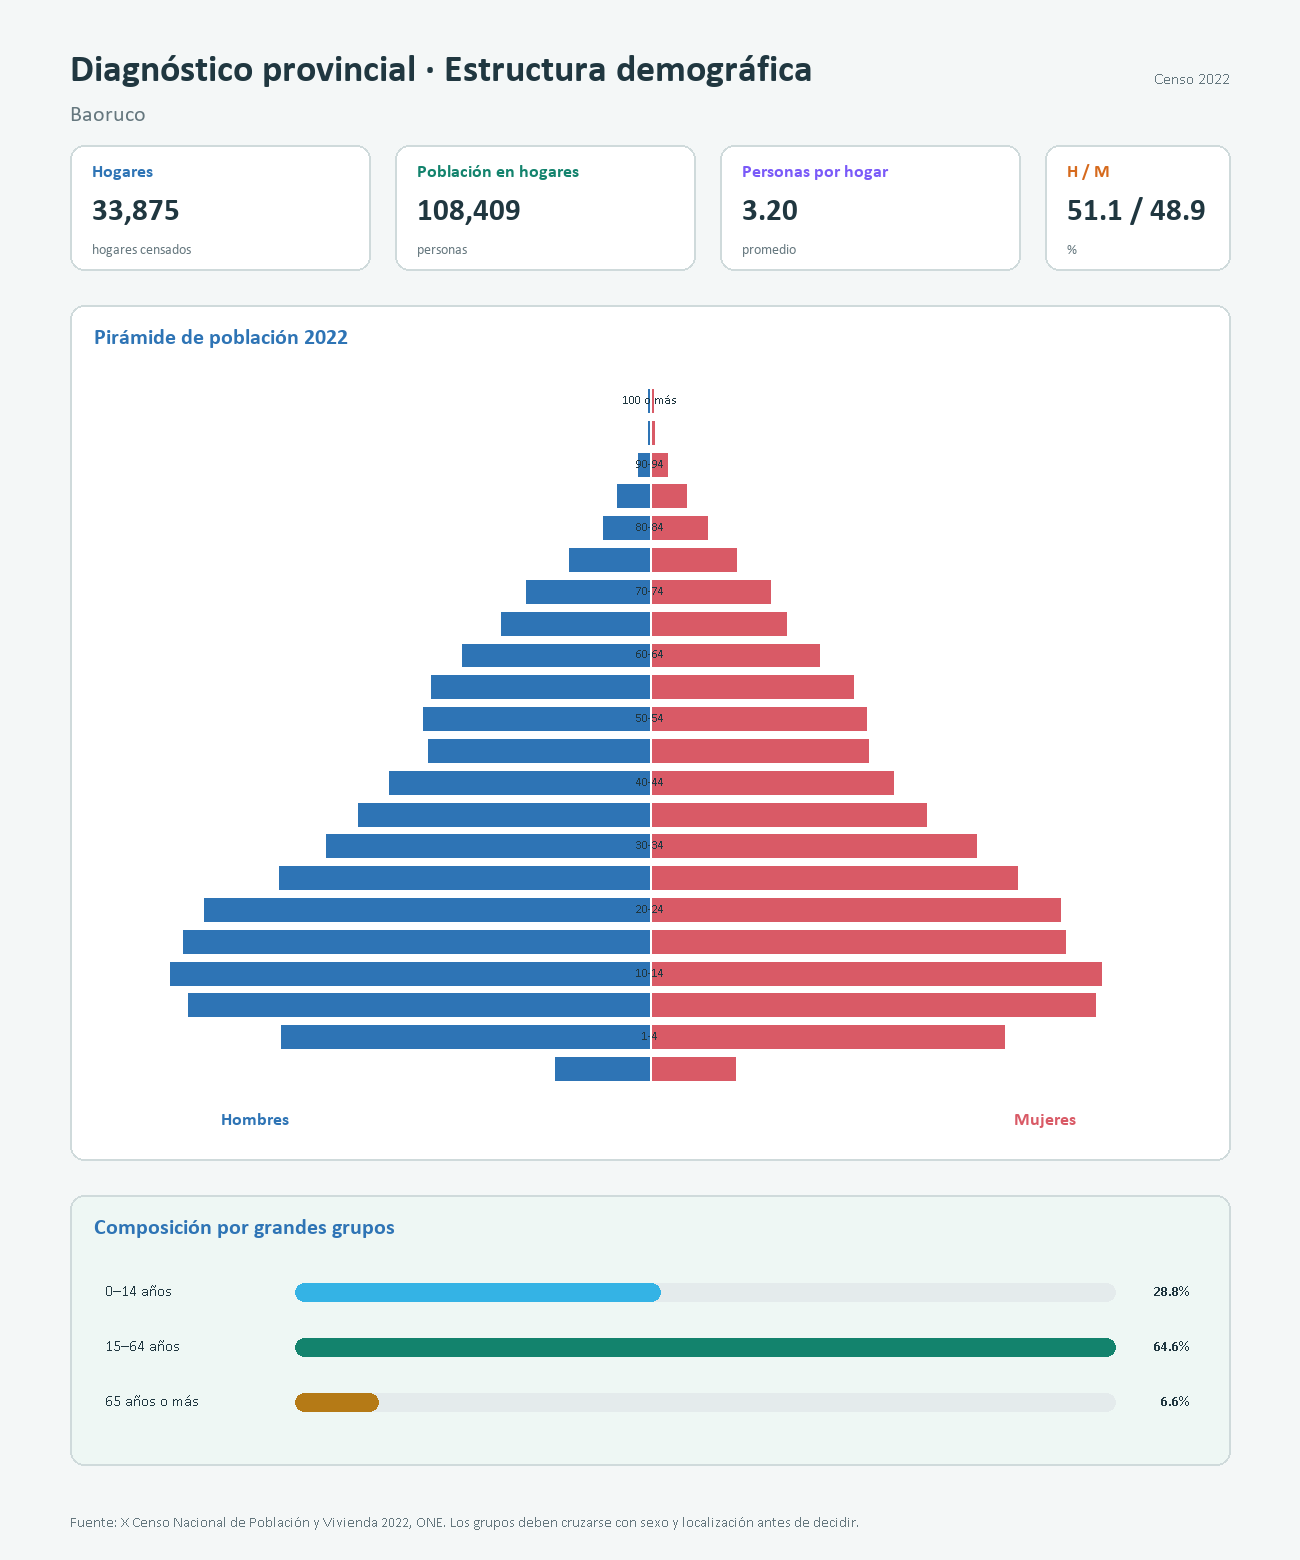 Diagnóstico provincial · Estructura demográfica
Censo 2022
Baoruco
Hogares
33,875
hogares censados
Población en hogares
108,409
personas
Personas por hogar
3.20
promedio
H / M
51.1 / 48.9
%
Pirámide de población 2022
100 o más
90-94
80-84
70-74
60-64
50-54
40-44
30-34
20-24
10-14
1-4
Hombres
Mujeres
Composición por grandes grupos
0–14 años 28.8%
15–64 años 64.6%
65 años o más 6.6%
Fuente: X Censo Nacional de Población y Vivienda 2022, ONE. Los grupos deben cruzarse con sexo y localización antes de decidir.